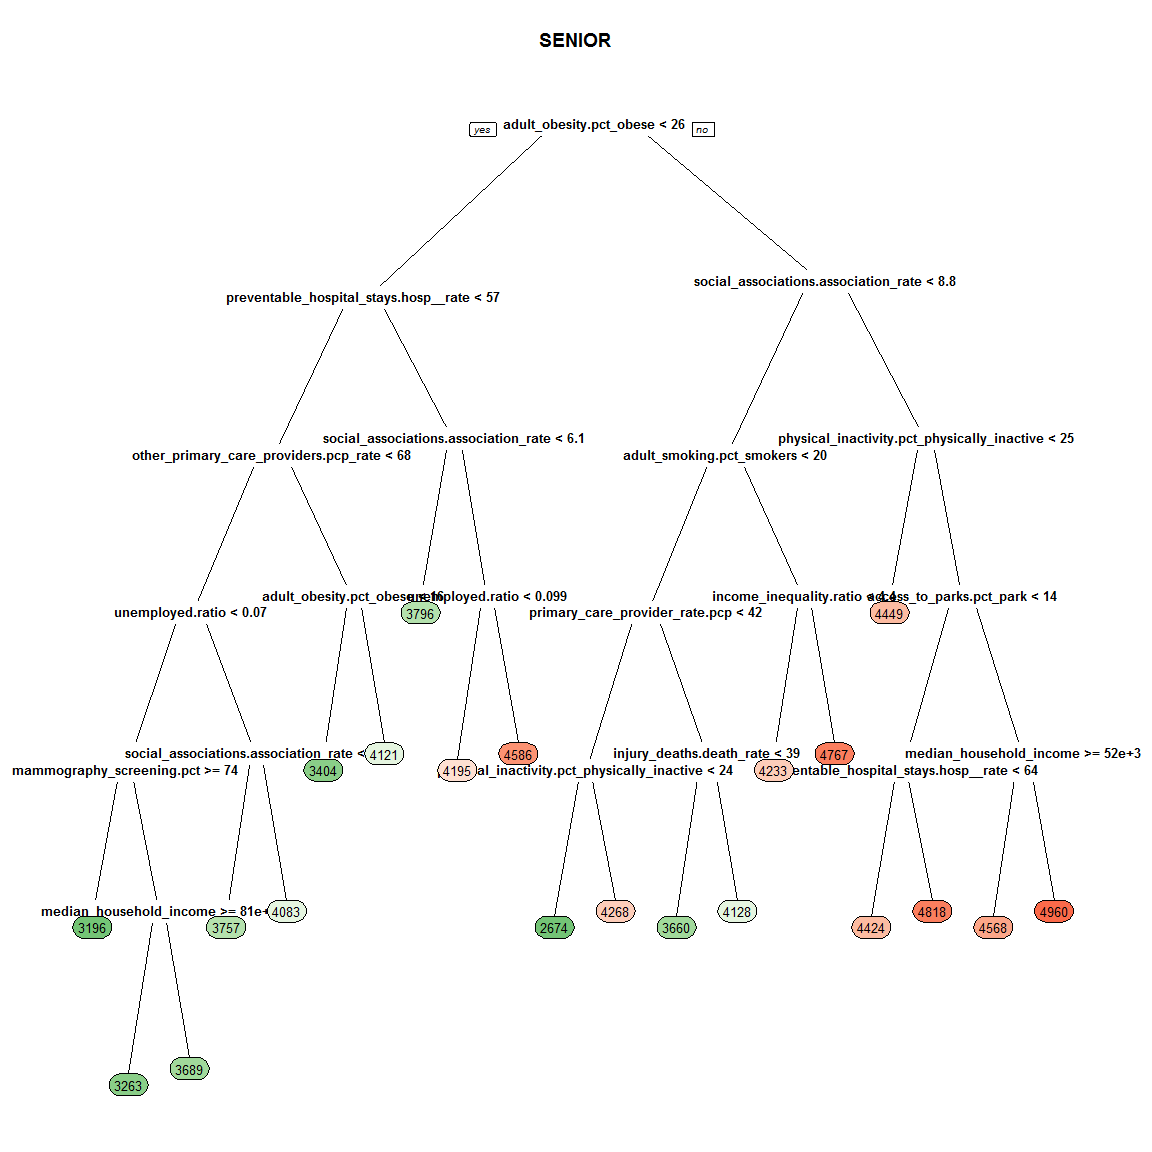 SENIOR
yes
adult_obesity.pct_obese < 26
no
social_associations.association_rate < 8.8
preventable_hospital_stays.hosp__rate < 57
social_associations.association_rate < 6.1
physical_inactivity.pct_physically_inactive < 25
other_primary_care_providers.pcp_rate < 68
adult_smoking.pct_smokers < 20
adult_obesity.pct_obese < 16
unemployed.ratio < 0.099
income_inequality.ratio < 4.4
access_to_parks.pct_park < 14
unemployed.ratio < 0.07
3796
primary_care_provider_rate.pcp < 42
4449
social_associations.association_rate <
4121
4586
injury_deaths.death_rate < 39
4767
median_household_income >= 52e+3
mammography_screening.pct >= 74
3404
4195
al_inactivity.pct_physically_inactive < 24
4233
entable_hospital_stays.hosp__rate < 64
median_household_income >= 81e+
4083
4268
4128
4818
4960
3196
3757
2674
3660
4424
4568
3689
3263